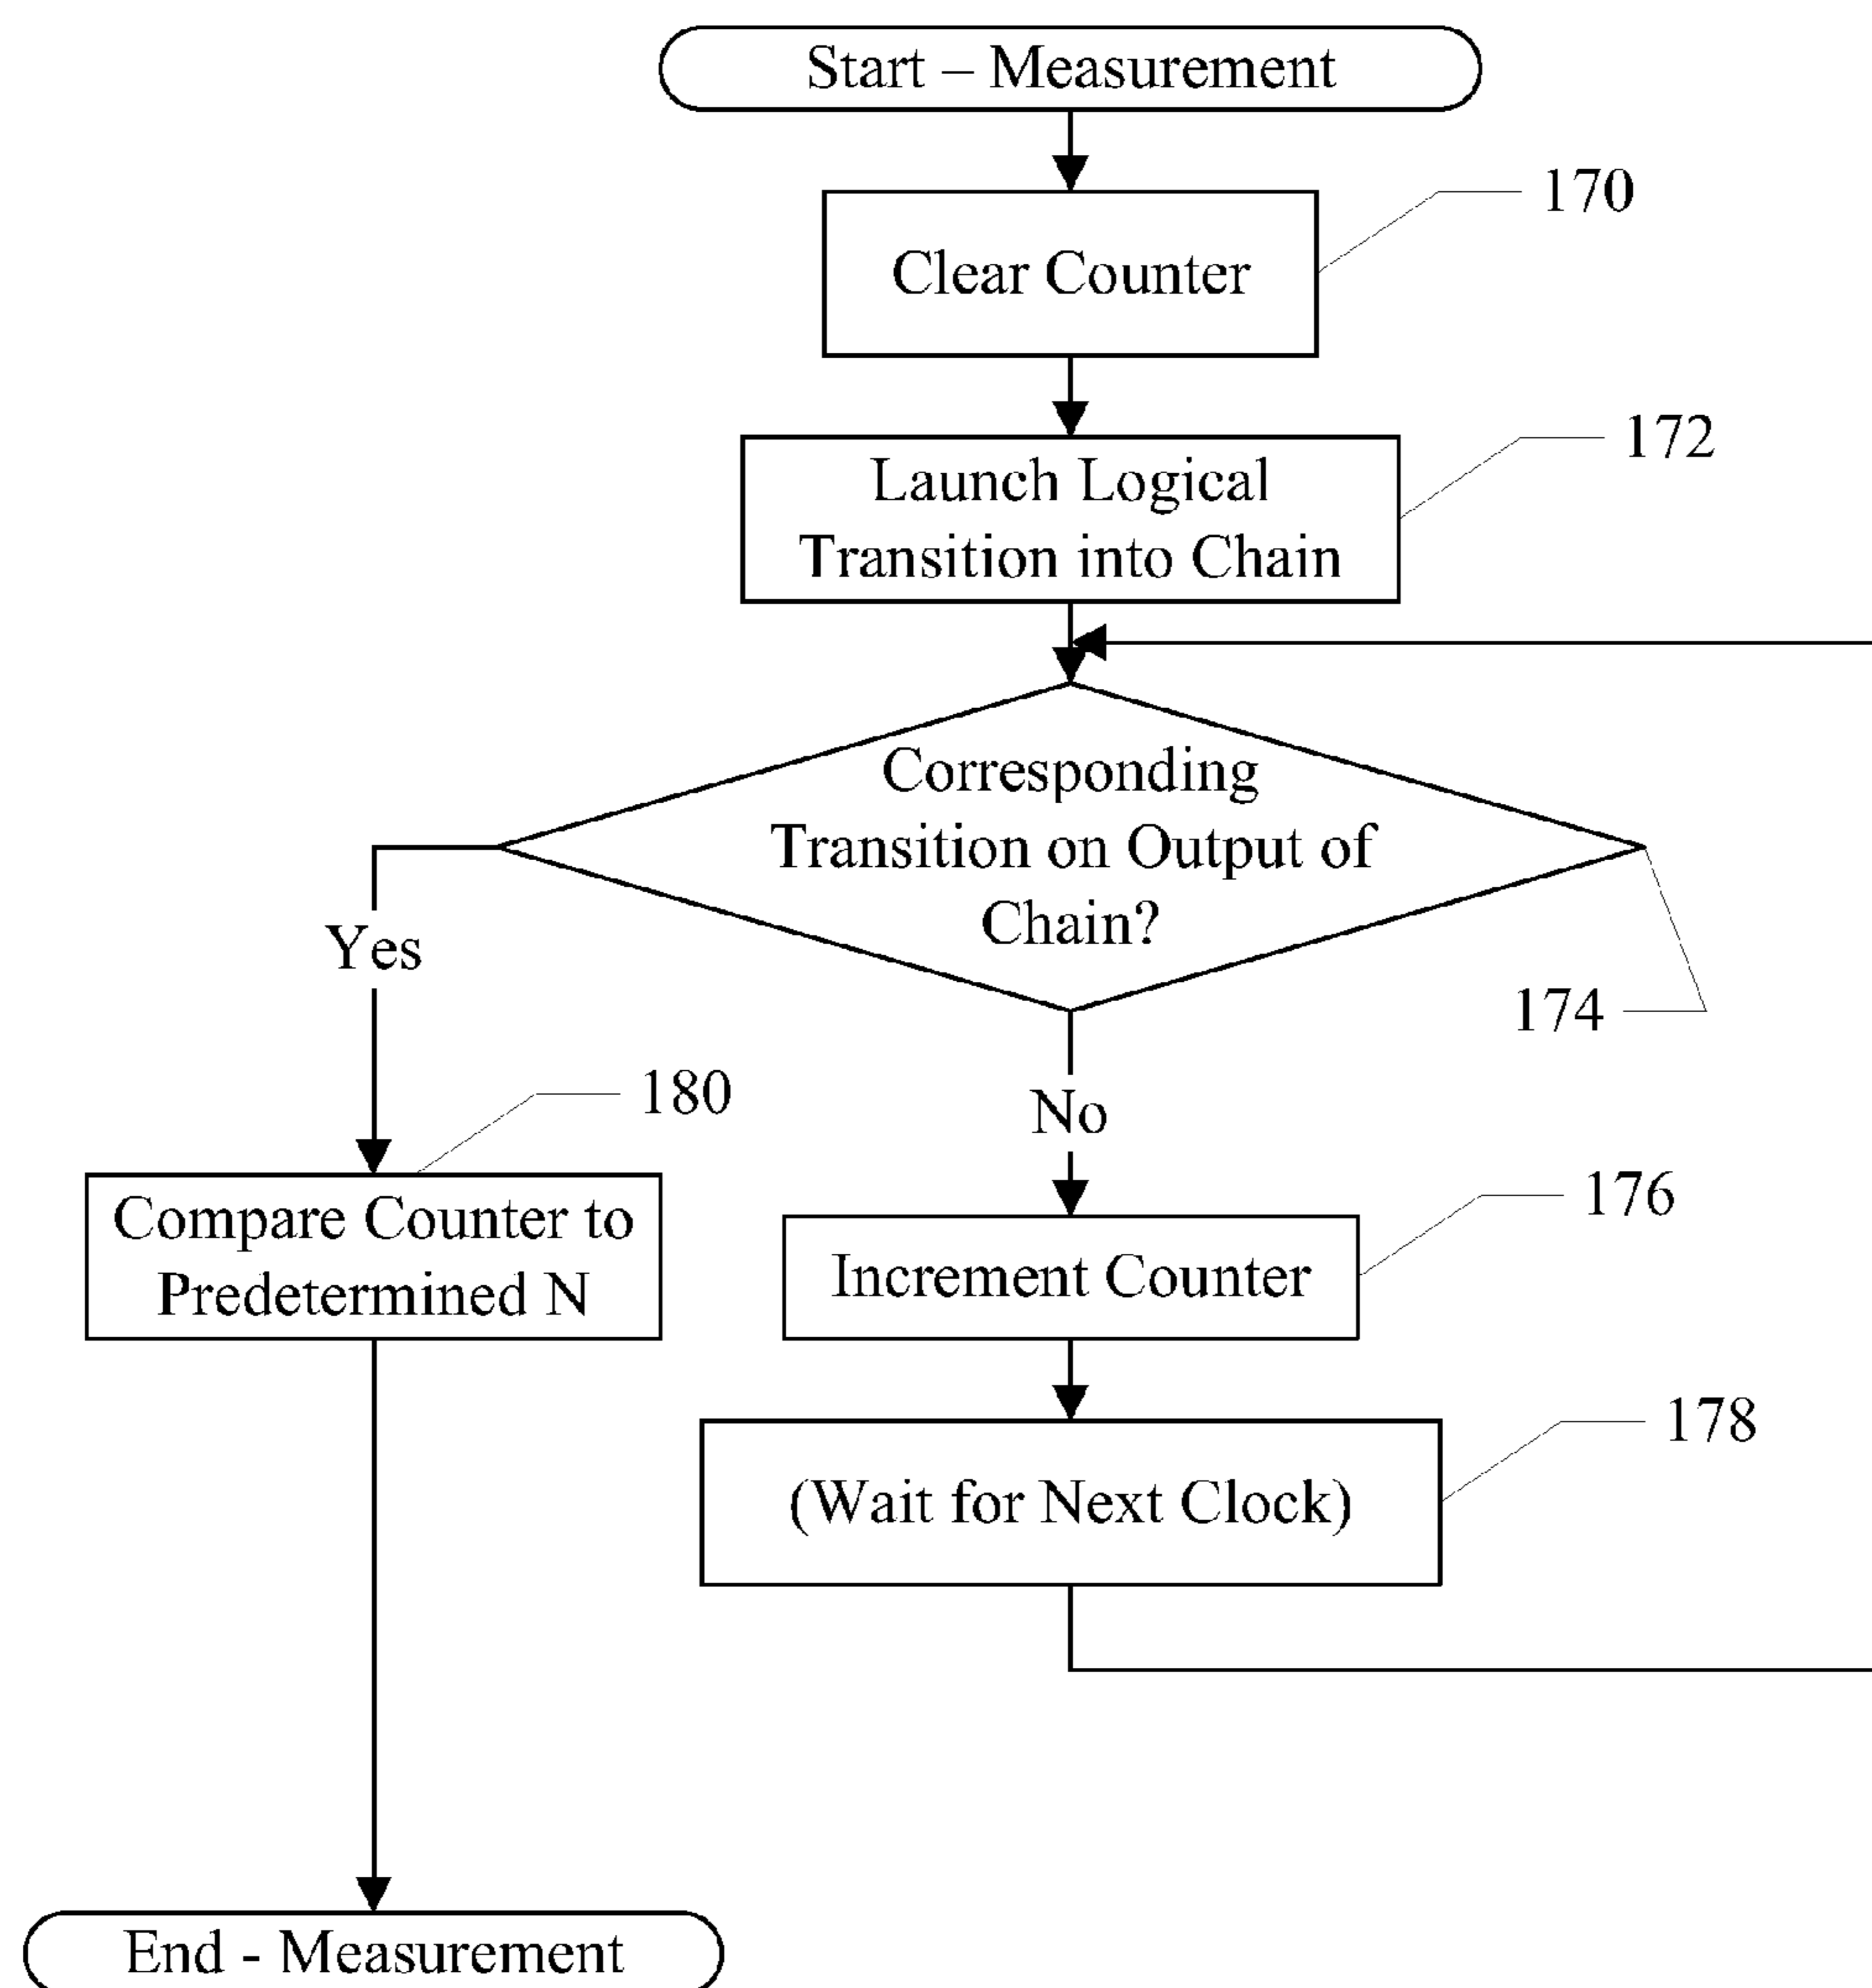 Start – Measurement
170
Clear Counter
172
Launch Logical
Transition into Chain
Corresponding
Transition on Output of
Chain?
Yes
174
180
No
Compare Counter to
Predetermined N
176
Increment Counter
178
(Wait for Next Clock)
End - Measurement